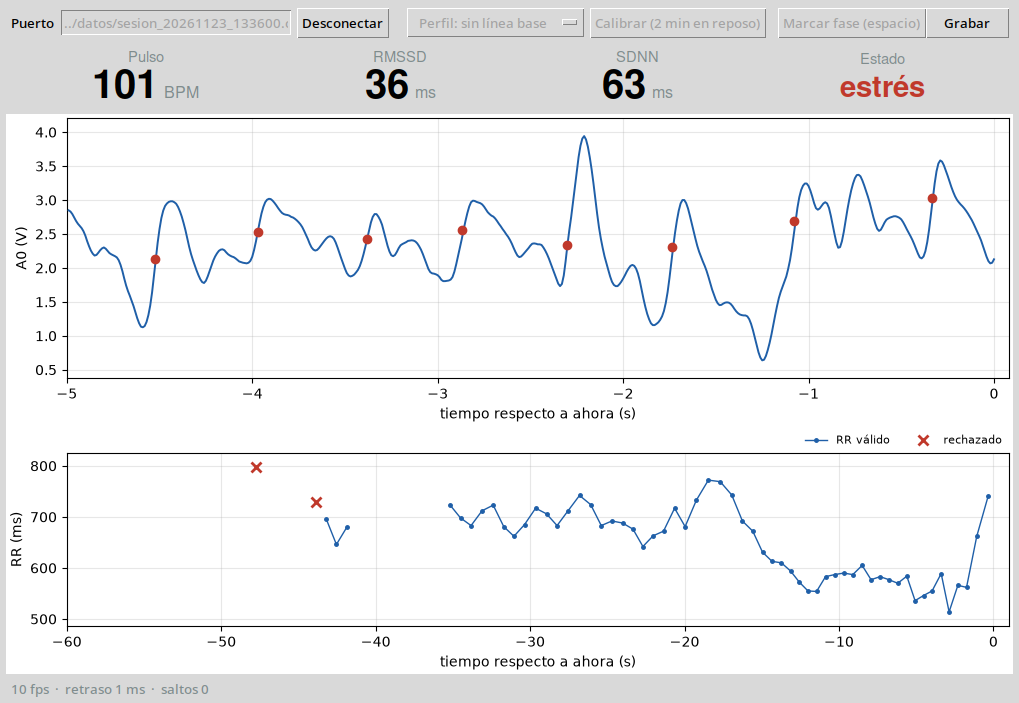 Puerto ../datos/sesion_20261123_133600.c Desconectar Perfil: sin línea base Calibrar (2 min en reposo) Marcar fase (espacio) Grabar
Pulso RMSSD SDNN Estado
101 BPM 36 ms 63 ms estrés
4.0
3.5
3.0
2.5
2.0
1.5
1.0
0.5
A0 (V)
−5 −4 −3 −2 −1 0
tiempo respecto a ahora (s)
RR válido rechazado
800
700
600
500
RR (ms)
−60 −50 −40 −30 −20 −10 0
tiempo respecto a ahora (s)
10 fps · retraso 1 ms · saltos 0